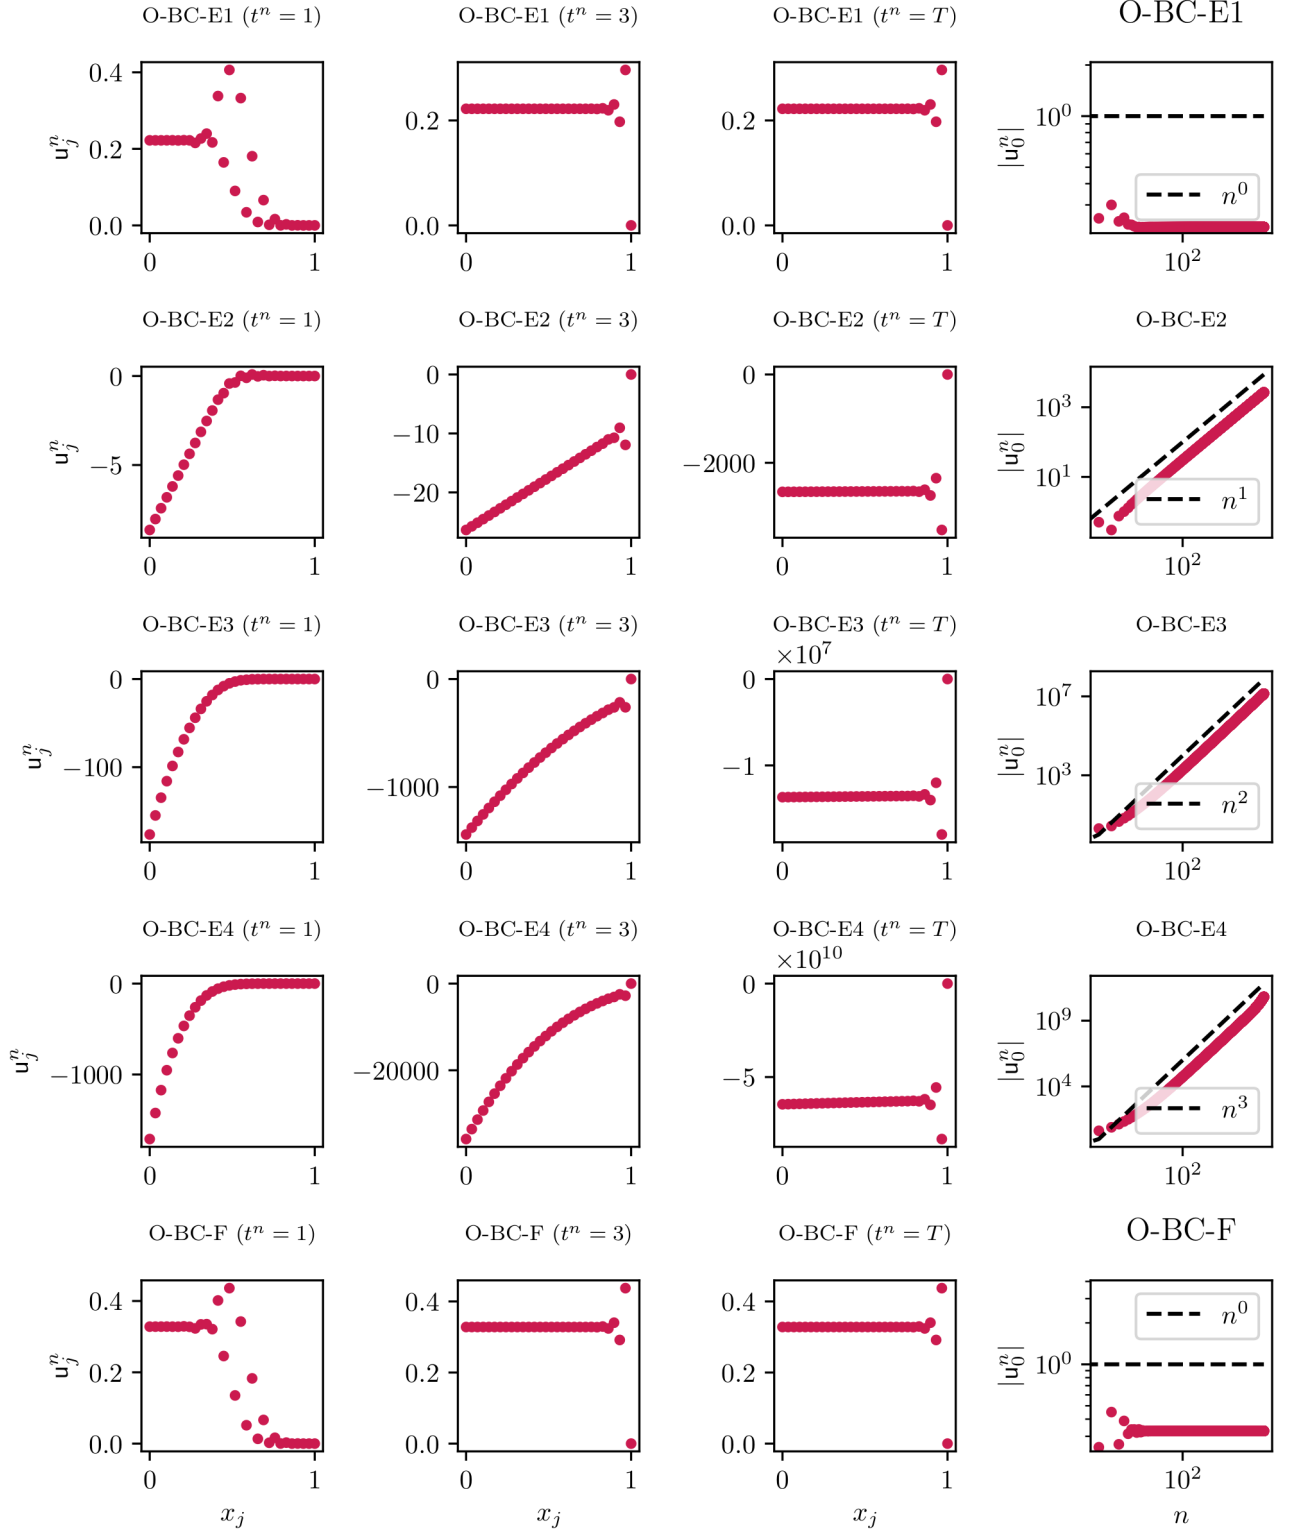 O-BC-E1 (tⁿ = 1) O-BC-E1 (tⁿ = 3) O-BC-E1 (tⁿ = T) O-BC-E1
uⱼⁿ 0.4 0.2 0.0 0 1
0.2 0.0 0 1
0.2 0.0 0 1
|u₀ⁿ| 10⁰ n⁰ 10²
O-BC-E2 (tⁿ = 1) O-BC-E2 (tⁿ = 3) O-BC-E2 (tⁿ = T) O-BC-E2
uⱼⁿ 0 −5 0 1
0 −10 −20 0 1
0 −2000 0 1
|u₀ⁿ| 10³ 10¹ n¹ 10²
O-BC-E3 (tⁿ = 1) O-BC-E3 (tⁿ = 3) O-BC-E3 (tⁿ = T) O-BC-E3
uⱼⁿ 0 −100 0 1
0 −1000 0 1
×10⁷ 0 −1 0 1
|u₀ⁿ| 10⁷ 10³ n² 10²
O-BC-E4 (tⁿ = 1) O-BC-E4 (tⁿ = 3) O-BC-E4 (tⁿ = T) O-BC-E4
uⱼⁿ 0 −1000 0 1
0 −20000 0 1
×10¹⁰ 0 −5 0 1
|u₀ⁿ| 10⁹ 10⁴ n³ 10²
O-BC-F (tⁿ = 1) O-BC-F (tⁿ = 3) O-BC-F (tⁿ = T) O-BC-F
uⱼⁿ 0.4 0.2 0.0 0 1 xⱼ
0.4 0.2 0.0 0 1 xⱼ
0.4 0.2 0.0 0 1 xⱼ
|u₀ⁿ| n⁰ 10⁰ 10² n